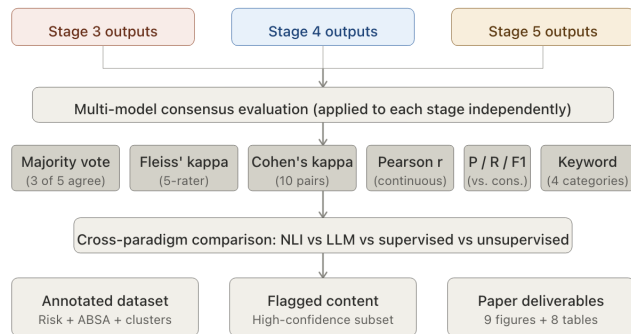 Stage 3 outputs
Stage 4 outputs
Stage 5 outputs
Multi-model consensus evaluation (applied to each stage independently)
Majority vote
(3 of 5 agree)
Fleiss' kappa
(5-rater)
Cohen's kappa
(10 pairs)
Pearson r
(continuous)
P / R / F1
(vs. cons.)
Keyword
(4 categories)
Cross-paradigm comparison: NLI vs LLM vs supervised vs unsupervised
Annotated dataset
Risk + ABSA + clusters
Flagged content
High-confidence subset
Paper deliverables
9 figures + 8 tables